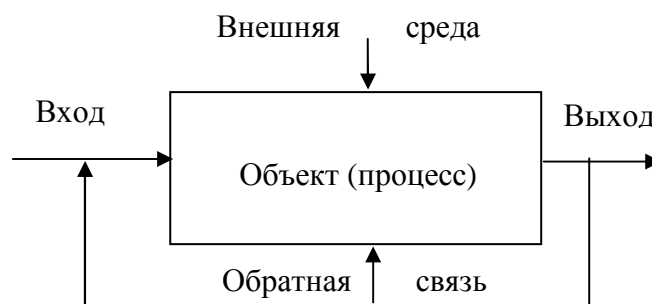 Внешняя среда
Вход
Выход
Объект (процесс)
Обратная связь